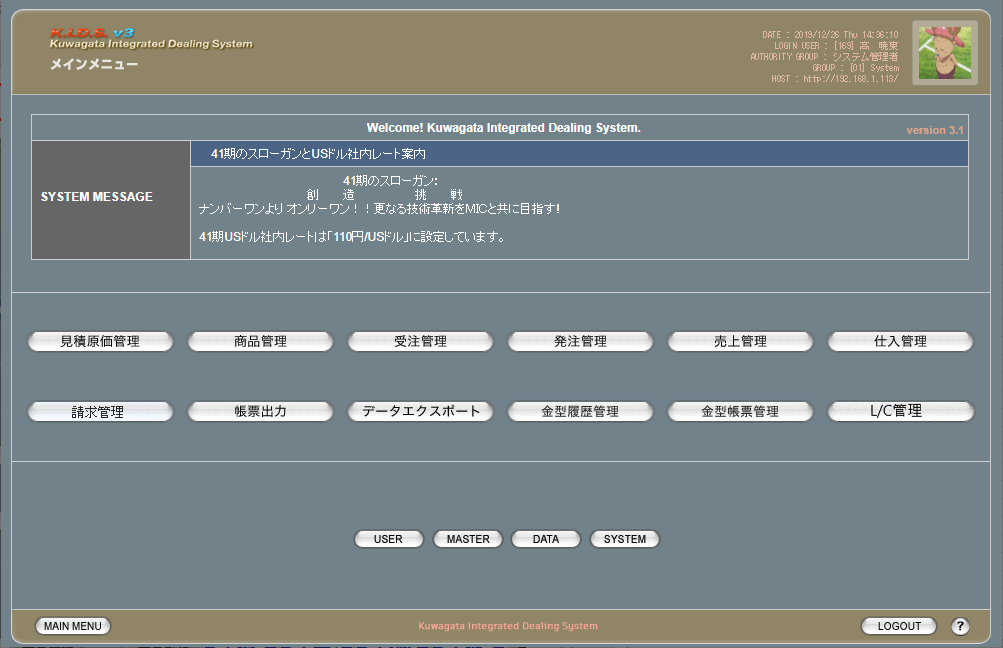 K.I.D.S. v3
Kuwagata Integrated Dealing System
メインメニュー
DATE : 2019/12/26 Thu 14:36:10
LOGIN USER : [169] 高　暁東
AUTHORITY GROUP : システム管理者
GROUP : [01] System
HOST : http://192.168.1.113/
Welcome! Kuwagata Integrated Dealing System.
version 3.1
SYSTEM MESSAGE
41期のスローガンとUSドル社内レート案内
41期のスローガン:
創　　造　　　　　挑　　戦
ナンバーワンより オンリーワン！！更なる技術革新をMICと共に目指す!
41期USドル社内レートは｢110円/USドル｣に設定しています。
見積原価管理
商品管理
受注管理
発注管理
売上管理
仕入管理
請求管理
帳票出力
データエクスポート
金型履歴管理
金型帳票管理
L/C管理
USER
MASTER
DATA
SYSTEM
MAIN MENU
Kuwagata Integrated Dealing System
LOGOUT
?